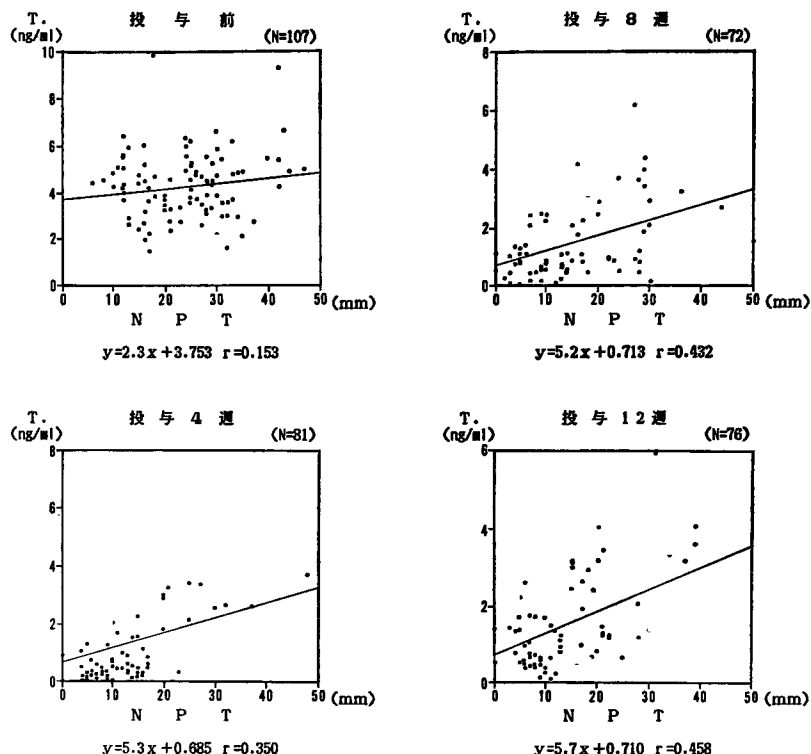 T. 投与前
(ng/ml) (N=107)
10
8
6
4
2
0
0 10 20 30 40 50 (mm)
N P T
y=2.3x+3.753 r=0.153
T. 投与8週
(ng/ml) (N=72)
8
6
4
2
0
0 10 20 30 40 50 (mm)
N P T
y=5.2x+0.713 r=0.432
T. 投与4週
(ng/ml) (N=81)
8
6
4
2
0
0 10 20 30 40 50 (mm)
N P T
y=5.3x+0.685 r=0.350
T. 投与12週
(ng/ml) (N=76)
6
4
2
0
0 10 20 30 40 50 (mm)
N P T
y=5.7x+0.710 r=0.458